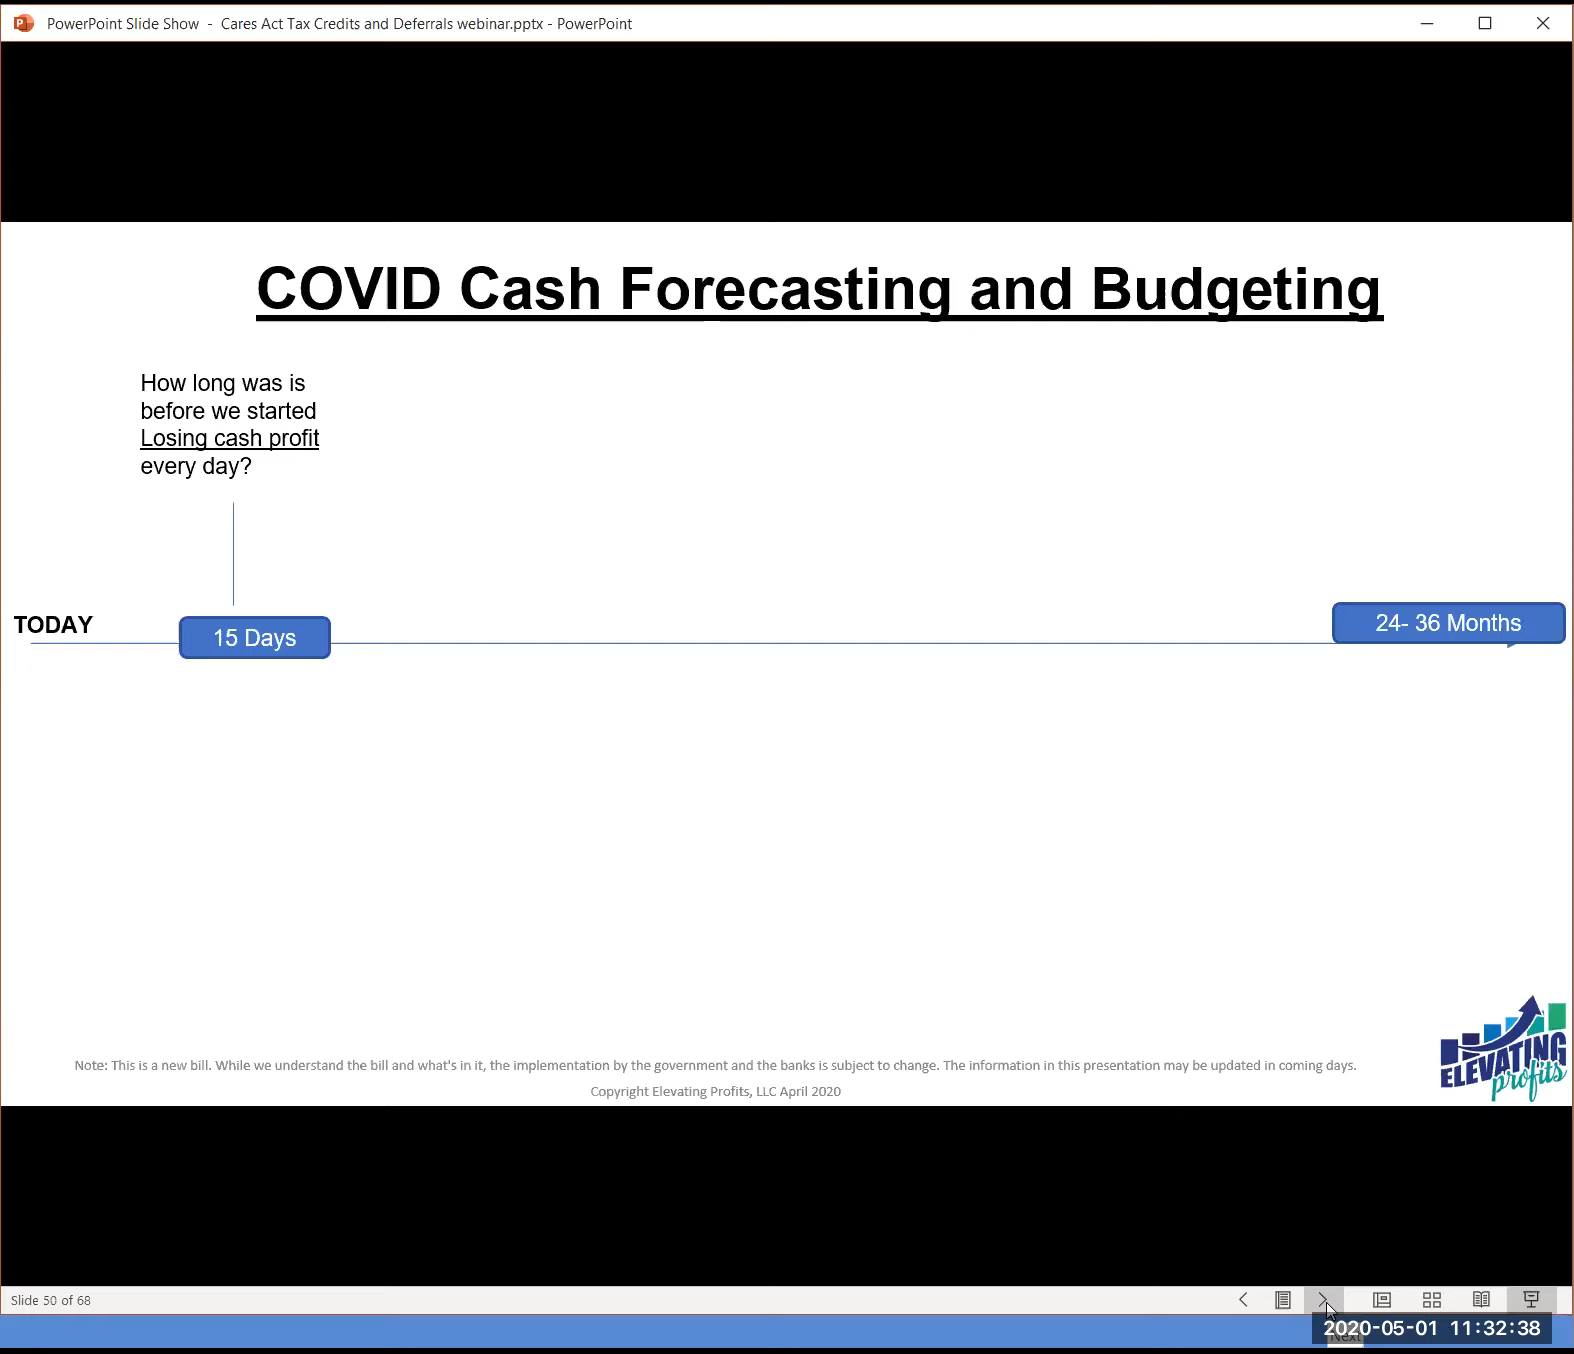 PowerPoint Slide Show - Cares Act Tax Credits and Deferrals webinar.pptx - PowerPoint
COVID Cash Forecasting and Budgeting
How long was is
before we started
Losing cash profit
every day?
TODAY
15 Days
24- 36 Months
ELEVATING
profits
Note: This is a new bill. While we understand the bill and what's in it, the implementation by the government and the banks is subject to change. The information in this presentation may be updated in coming days.
Copyright Elevating Profits, LLC April 2020
Slide 50 of 68
2020-05-01 11:32:38
Next